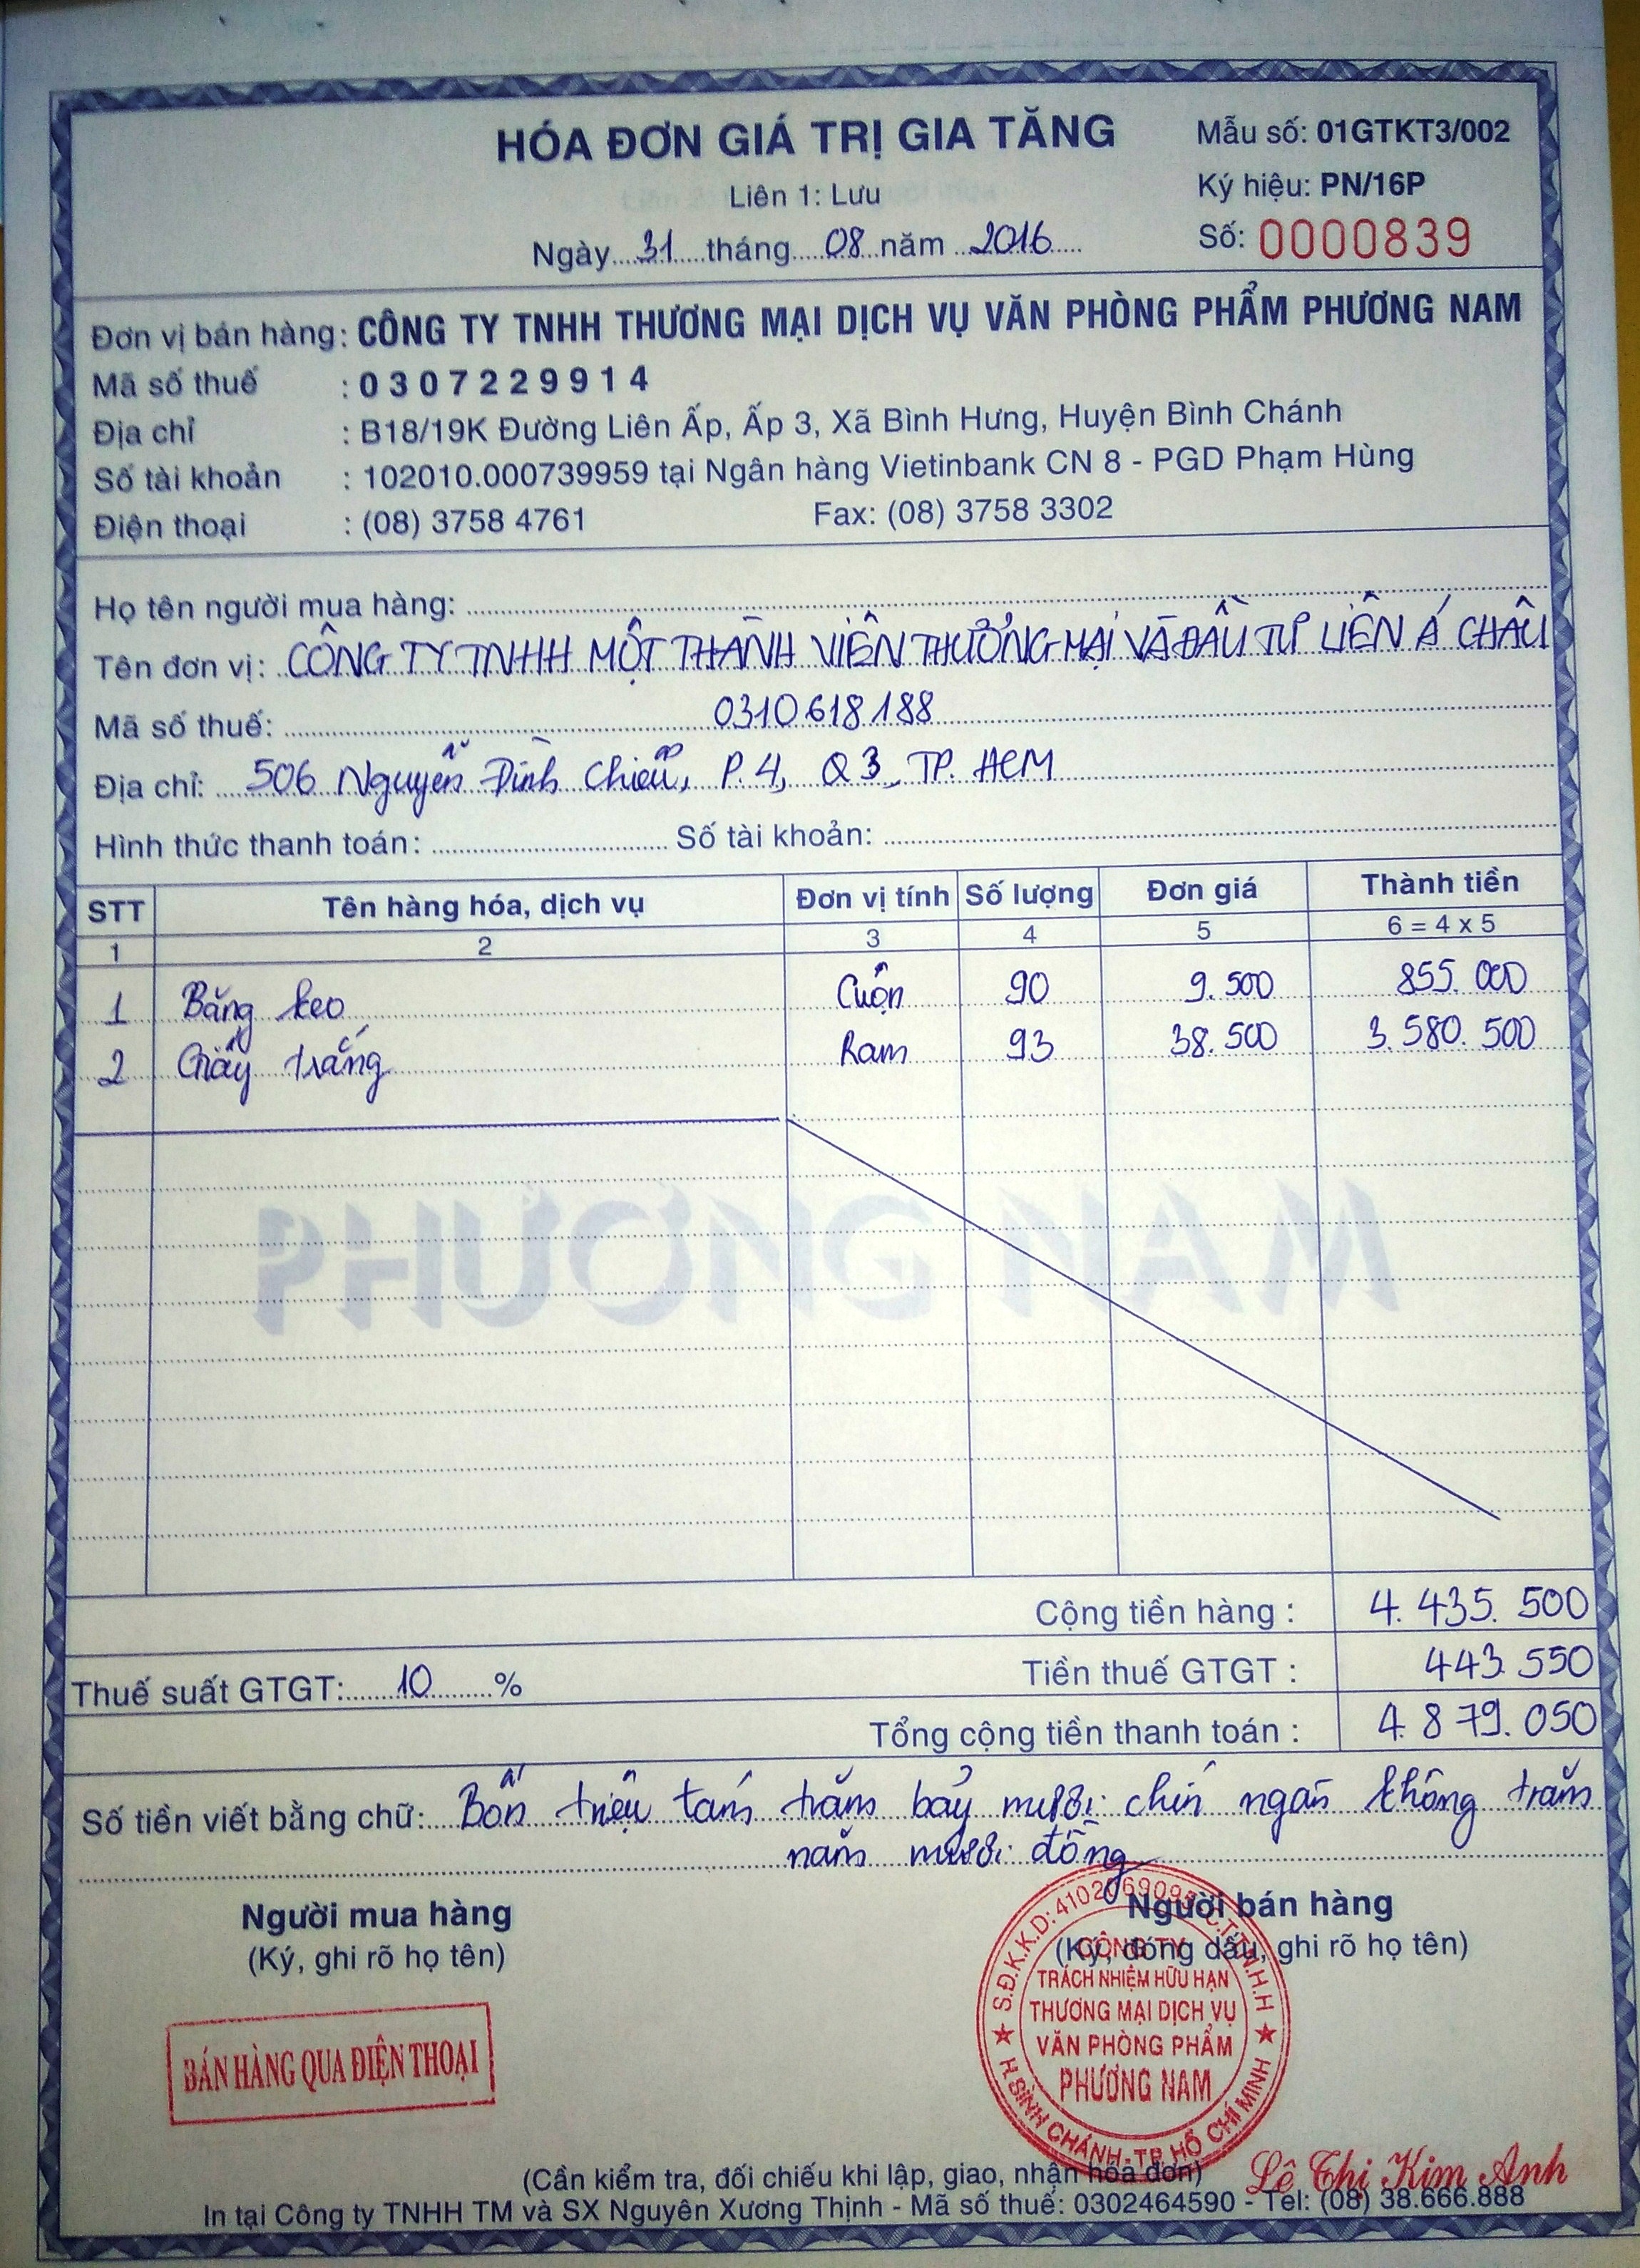 HÓA ĐƠN GIÁ TRỊ GIA TĂNG
Mẫu số: 01GTKT3/002
Liên 1: Lưu
Ký hiệu: PN/16P
Ngày 31 tháng 08 năm 2016
Số: 0000839
Đơn vị bán hàng: CÔNG TY TNHH THƯƠNG MẠI DỊCH VỤ VĂN PHÒNG PHẨM PHƯƠNG NAM
Mã số thuế : 0307229914
Địa chỉ : B18/19K Đường Liên Ấp, Ấp 3, Xã Bình Hưng, Huyện Bình Chánh
Số tài khoản : 102010.000739959 tại Ngân hàng Vietinbank CN 8 - PGD Phạm Hùng
Điện thoại : (08) 3758 4761 Fax: (08) 3758 3302
Họ tên người mua hàng:
Tên đơn vị: CÔNG TY TNHH MỘT THÀNH VIÊN THƯƠNG MẠI VÀ ĐẦU TƯ LIÊN Á CHÂU
Mã số thuế: 0310618188
Địa chỉ: 506 Nguyễn Đình Chiểu, P.4, Q3, TP. HCM
Hình thức thanh toán: Số tài khoản:
STT Tên hàng hóa, dịch vụ Đơn vị tính Số lượng Đơn giá Thành tiền
1 2 3 4 5 6 = 4 x 5
1 Băng keo Cuộn 90 9.500 855.000
2 Giấy trắng Ram 93 38.500 3.580.500
PHƯƠNG NAM
Cộng tiền hàng : 4.435.500
Thuế suất GTGT: 10 % Tiền thuế GTGT : 443.550
Tổng cộng tiền thanh toán : 4.879.050
Số tiền viết bằng chữ: Bốn triệu tám trăm bảy mươi chín ngàn không trăm
năm mươi đồng
Người mua hàng
(Ký, ghi rõ họ tên)
Người bán hàng
(Ký, đóng dấu, ghi rõ họ tên)
BÁN HÀNG QUA ĐIỆN THOẠI
CÔNG TY
TRÁCH NHIỆM HỮU HẠN
THƯƠNG MẠI DỊCH VỤ
VĂN PHÒNG PHẨM
PHƯƠNG NAM
H.BÌNH CHÁNH-TP. HỒ CHÍ MINH
Lê Thị Kim Anh
(Cần kiểm tra, đối chiếu khi lập, giao, nhận hóa đơn)
In tại Công ty TNHH TM và SX Nguyên Xương Thịnh - Mã số thuế: 0302464590 - Tel: (08) 38.666.888